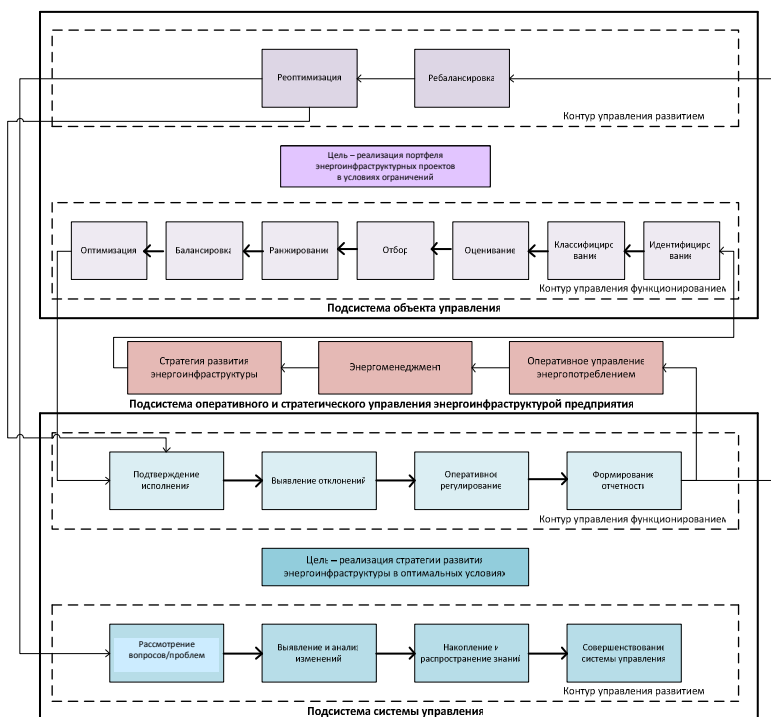 Реоптимизация
Ребалансировка
Контур управления развитием
Цель – реализация портфеля
энергоинфраструктурных проектов
в условиях ограничений
Оптимизация
Балансировка
Ранжирование
Отбор
Оценивание
Классифициро
вание
Идентифициро
вание
Контур управления функционированием
Подсистема объекта управления
Стратегия развития
энергоинфраструктуры
Энергоменеджмент
Оперативное управление
энергопотреблением
Подсистема оперативного и стратегического управления энергоинфраструктурой предприятия
Подтверждение
исполнения
Выявление отклонений
Оперативное
регулирование
Формирование
отчетности
Контур управления функционированием
Цель – реализация стратегии развития
энергоинфраструктуры в оптимальных условиях
Рассмотрение
вопросов/проблем
Выявление и анализ
изменений
Накопление и
распространение знаний
Совершенствование
системы управления
Контур управления развитием
Подсистема системы управления